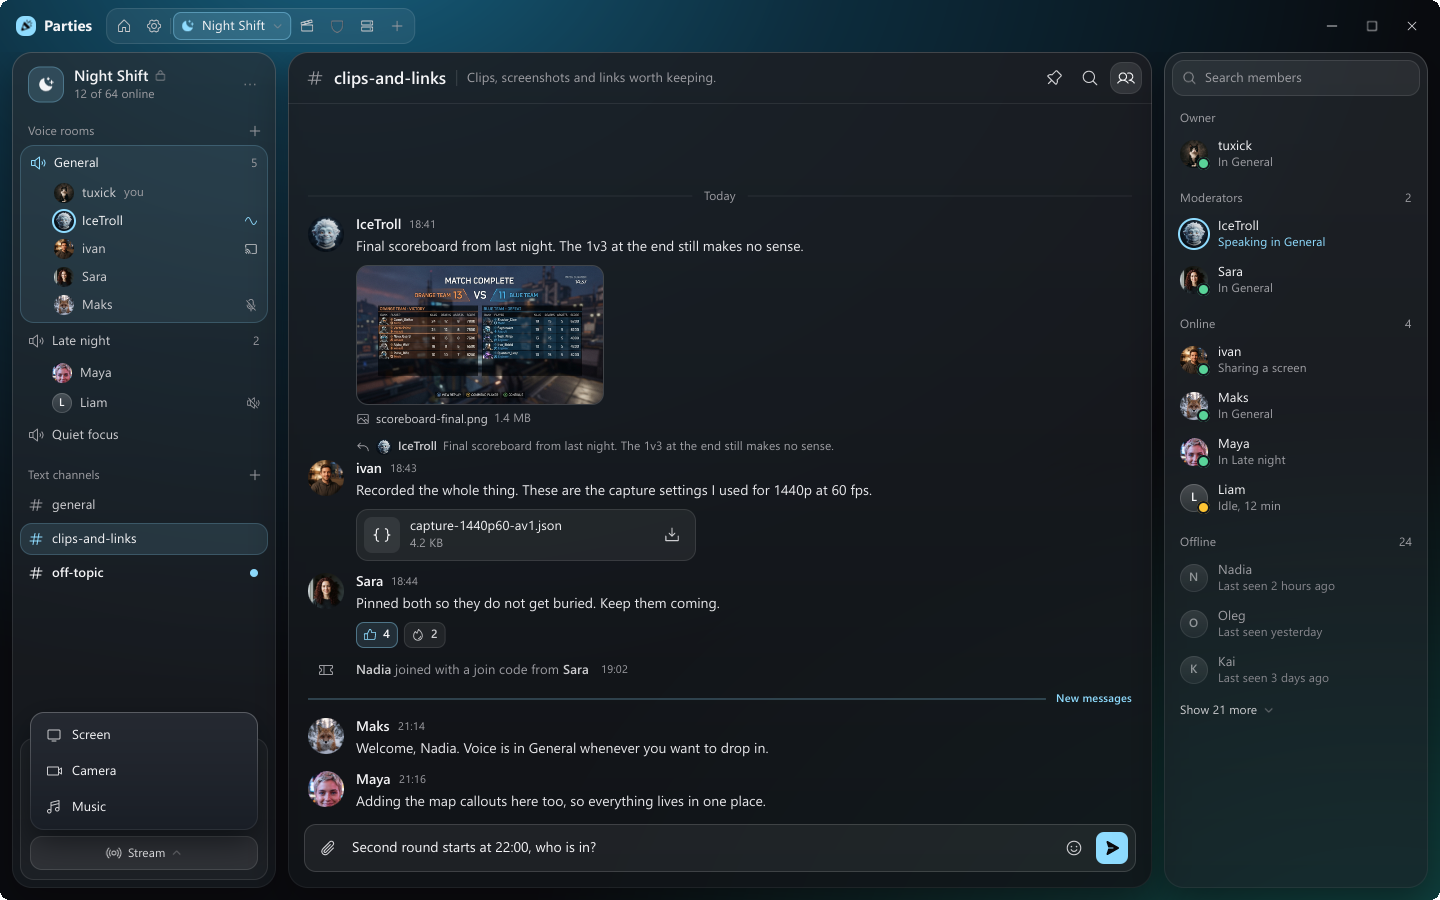 Parties
Night Shift
Night Shift
12 of 64 online
Voice rooms
General 5
tuxick you
IceTroll
ivan
Sara
Maks
Late night 2
Maya
L Liam
Quiet focus
Text channels
# general
# clips-and-links
# off-topic
Screen
Camera
Music
Stream
# clips-and-links
Clips, screenshots and links worth keeping.
Today
IceTroll 18:41
Final scoreboard from last night. The 1v3 at the end still makes no sense.
MATCH COMPLETE
ORANGE TEAM 13 VS 11 BLUE TEAM
scoreboard-final.png 1.4 MB
IceTroll Final scoreboard from last night. The 1v3 at the end still makes no sense.
ivan 18:43
Recorded the whole thing. These are the capture settings I used for 1440p at 60 fps.
{ } capture-1440p60-av1.json
4.2 KB
Sara 18:44
Pinned both so they do not get buried. Keep them coming.
4 2
Nadia joined with a join code from Sara 19:02
New messages
Maks 21:14
Welcome, Nadia. Voice is in General whenever you want to drop in.
Maya 21:16
Adding the map callouts here too, so everything lives in one place.
Second round starts at 22:00, who is in?
Search members
Owner
tuxick
In General
Moderators 2
IceTroll
Speaking in General
Sara
In General
Online 4
ivan
Sharing a screen
Maks
In General
Maya
In Late night
L Liam
Idle, 12 min
Offline 24
N Nadia
Last seen 2 hours ago
O Oleg
Last seen yesterday
K Kai
Last seen 3 days ago
Show 21 more